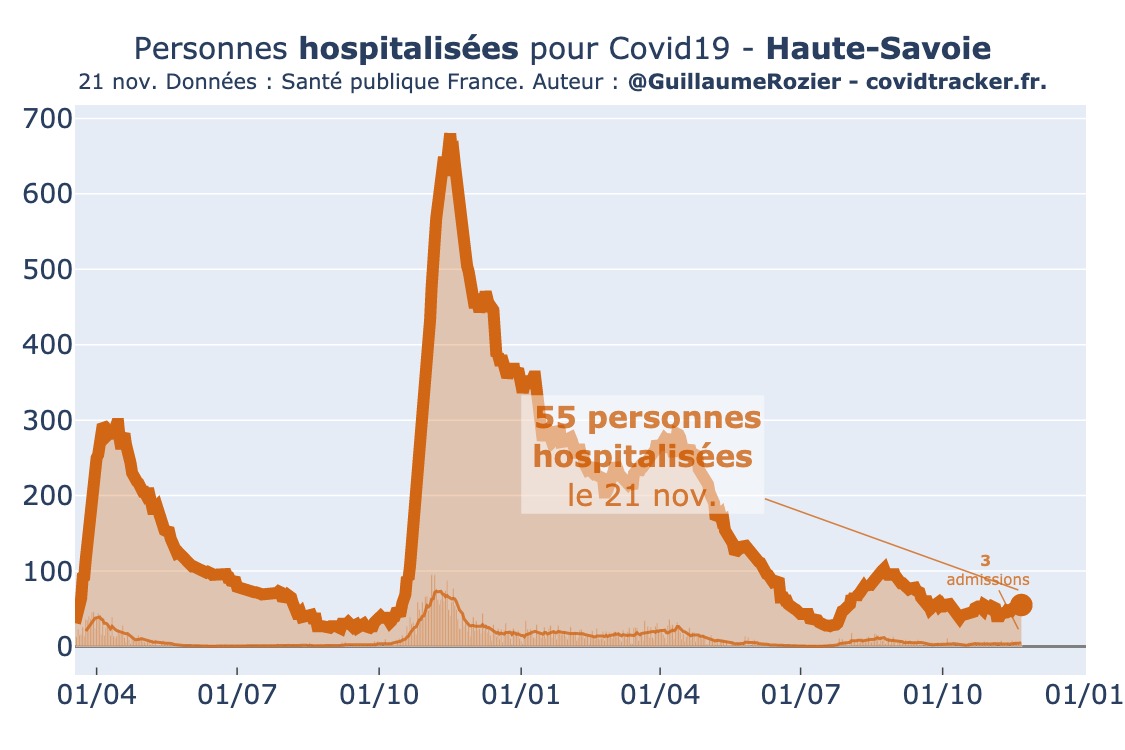 Personnes hospitalisées pour Covid19 - Haute-Savoie
21 nov. Données : Santé publique France. Auteur : @GuillaumeRozier - covidtracker.fr.
700
600
500
400
300
200
100
0
55 personnes
hospitalisées
le 21 nov.
3
admissions
01/04 01/07 01/10 01/01 01/04 01/07 01/10 01/01